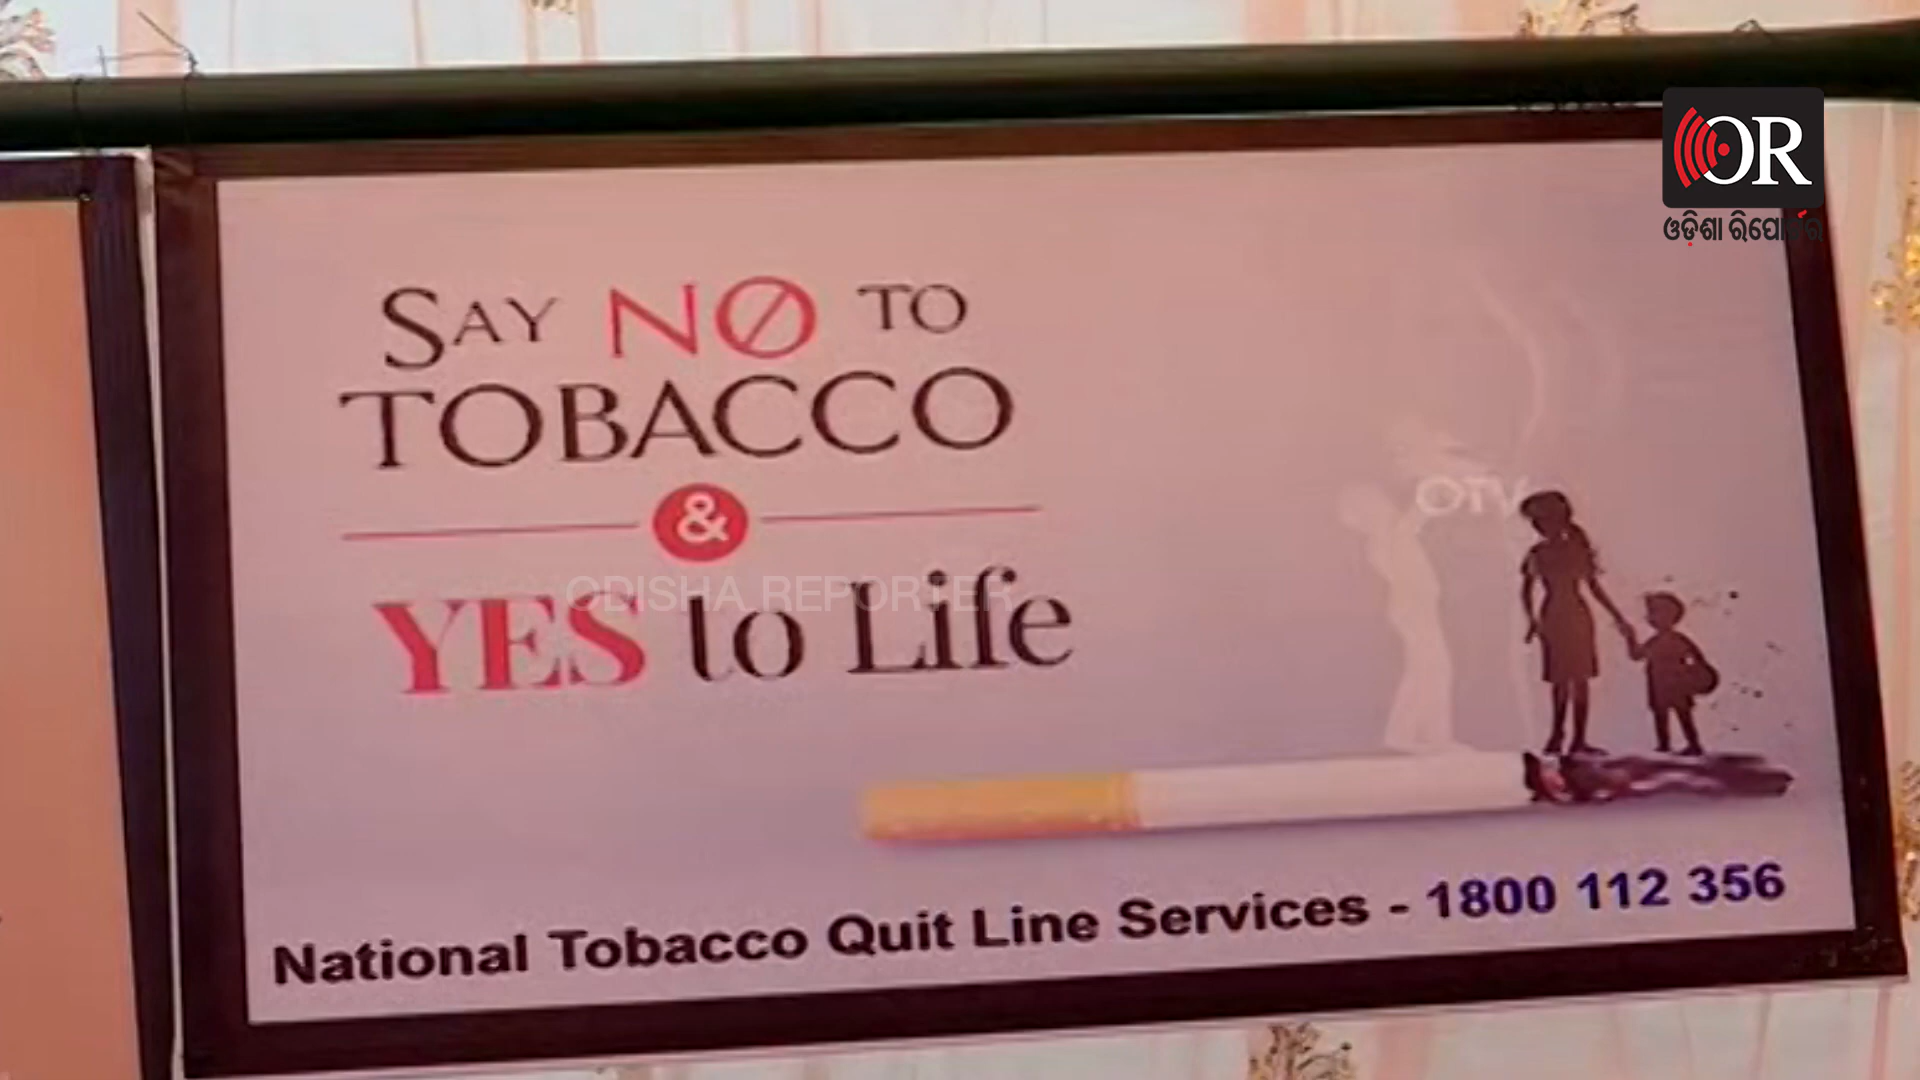 OR
ଓଡ଼ିଶା ରିପୋର୍ଟର
SAY NO TO
TOBACCO
&
YES to Life
OTV
ODISHA REPORTER
National Tobacco Quit Line Services - 1800 112 356